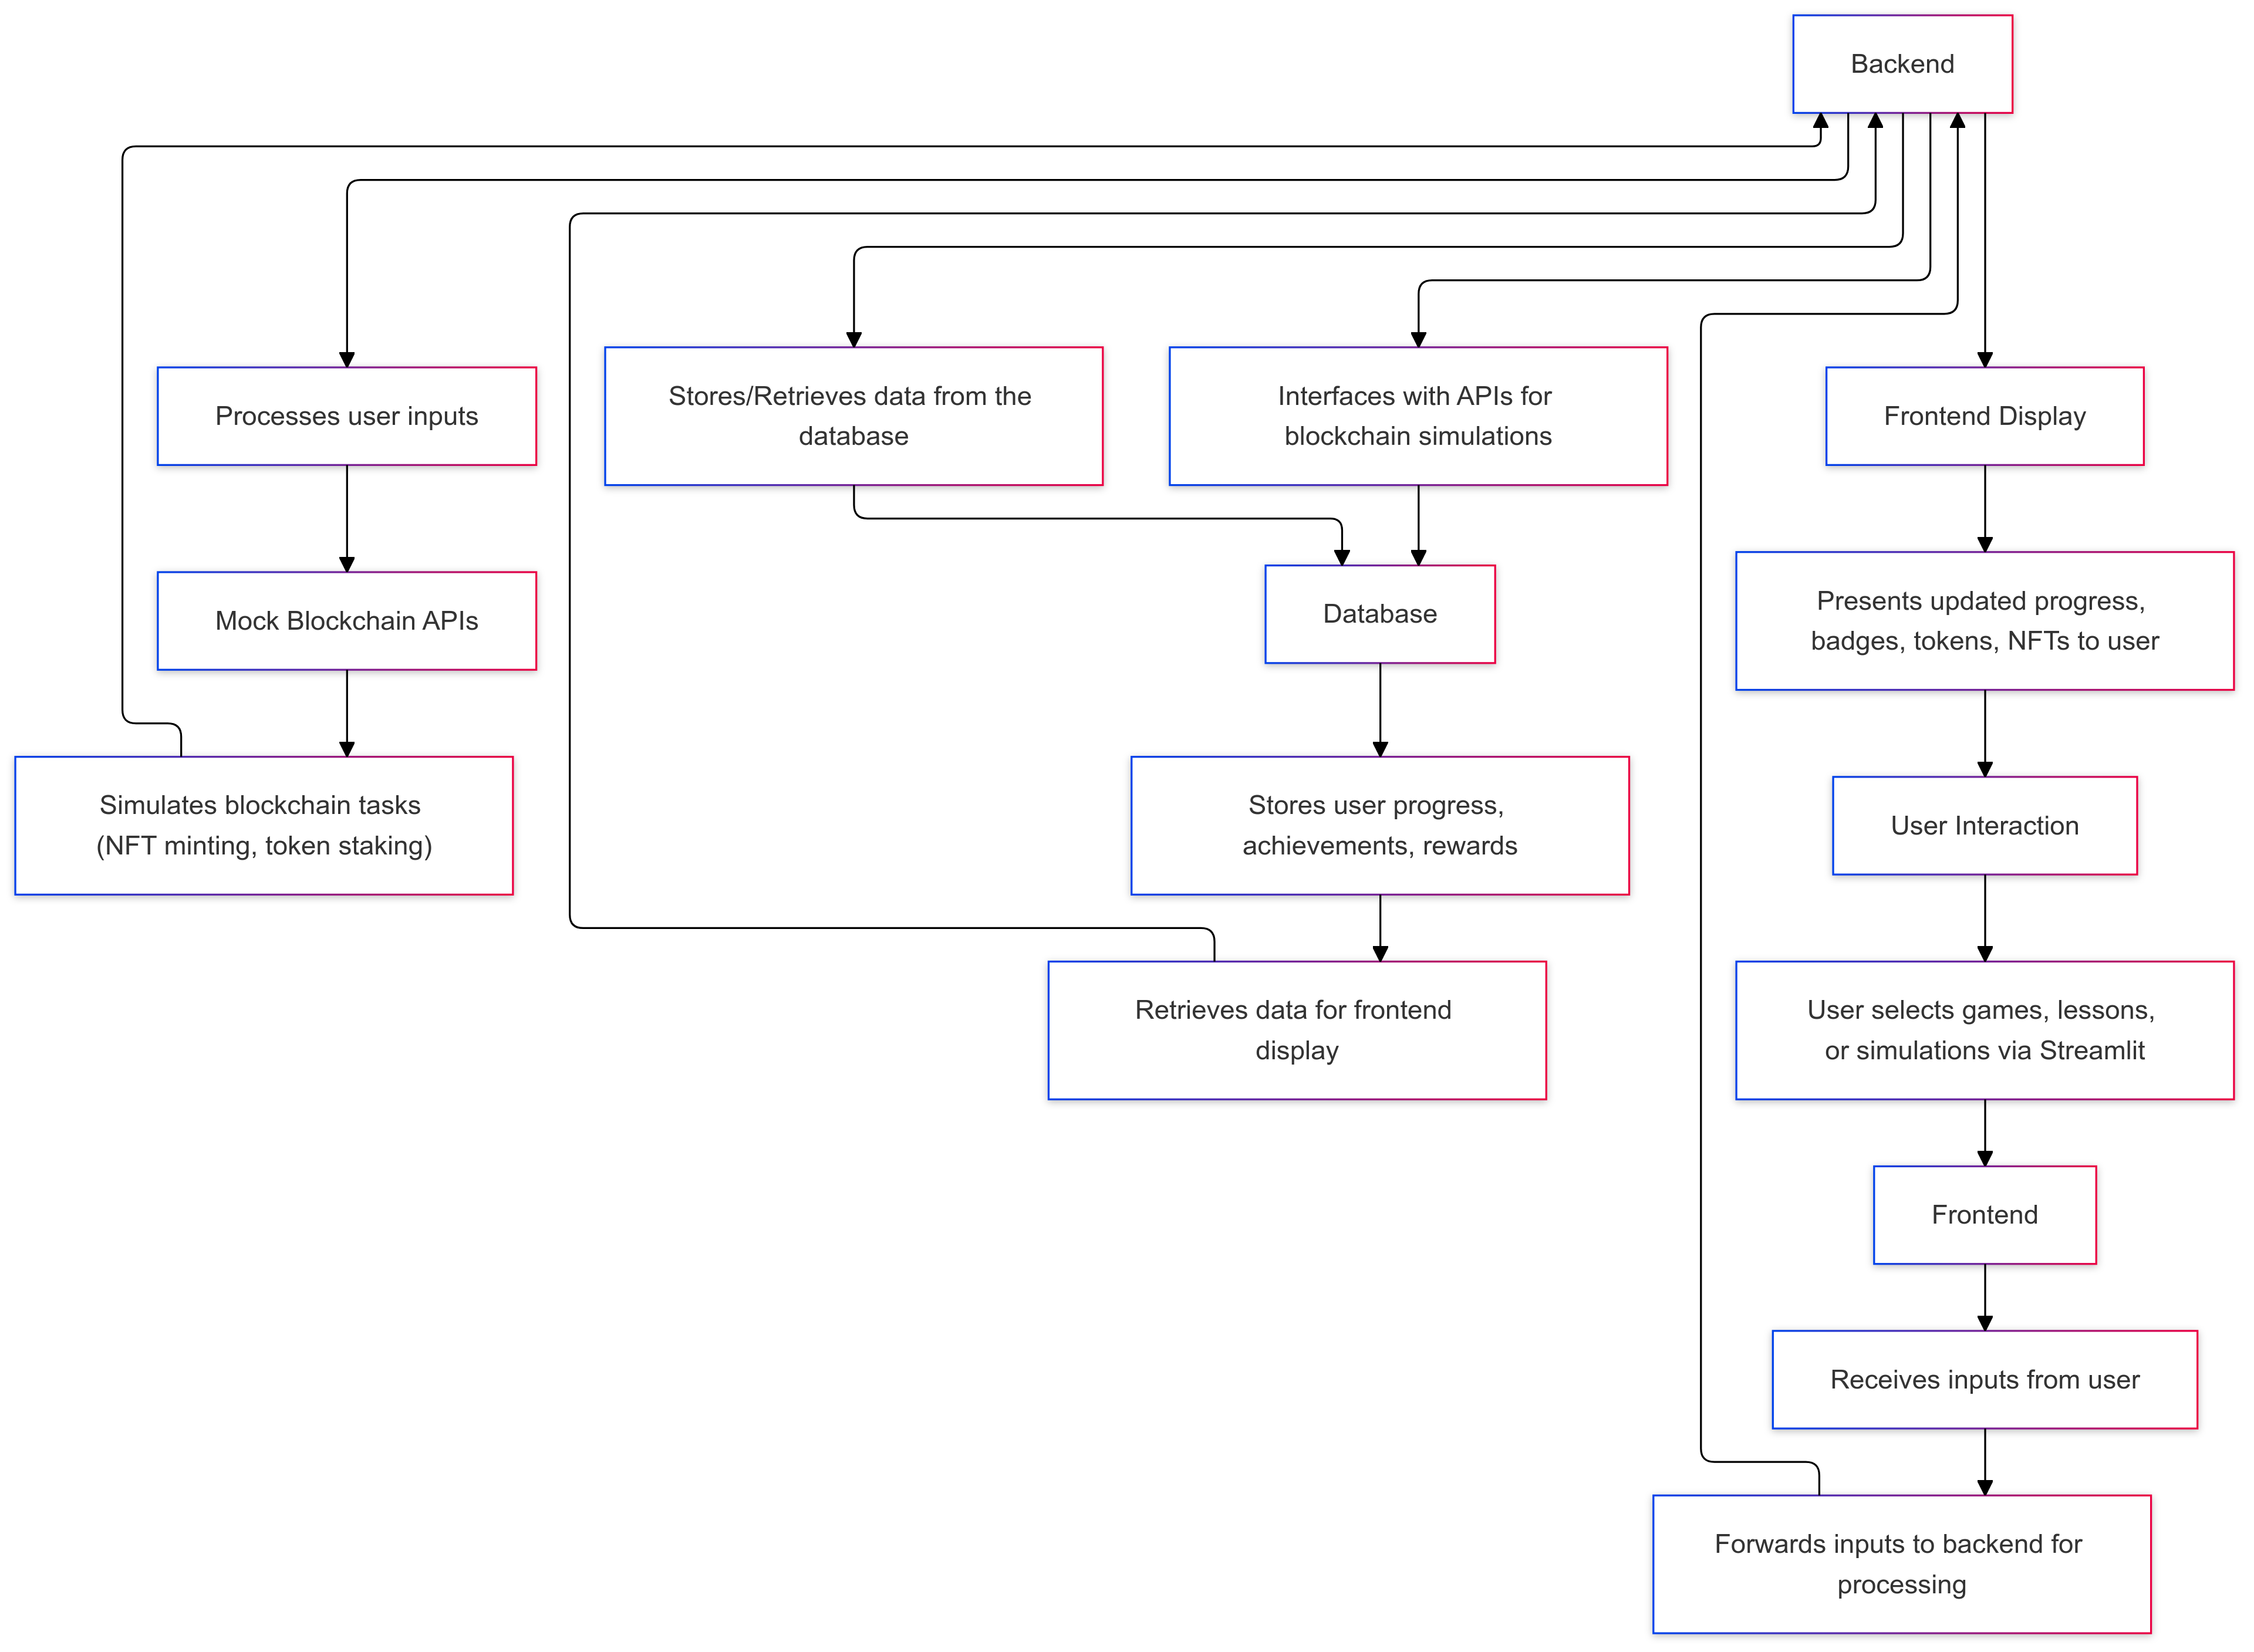 Backend
Processes user inputs
Stores/Retrieves data from the
database
Interfaces with APIs for
blockchain simulations
Frontend Display
Mock Blockchain APIs
Database
Presents updated progress,
badges, tokens, NFTs to user
Simulates blockchain tasks
(NFT minting, token staking)
Stores user progress,
achievements, rewards
User Interaction
Retrieves data for frontend
display
User selects games, lessons,
or simulations via Streamlit
Frontend
Receives inputs from user
Forwards inputs to backend for
processing